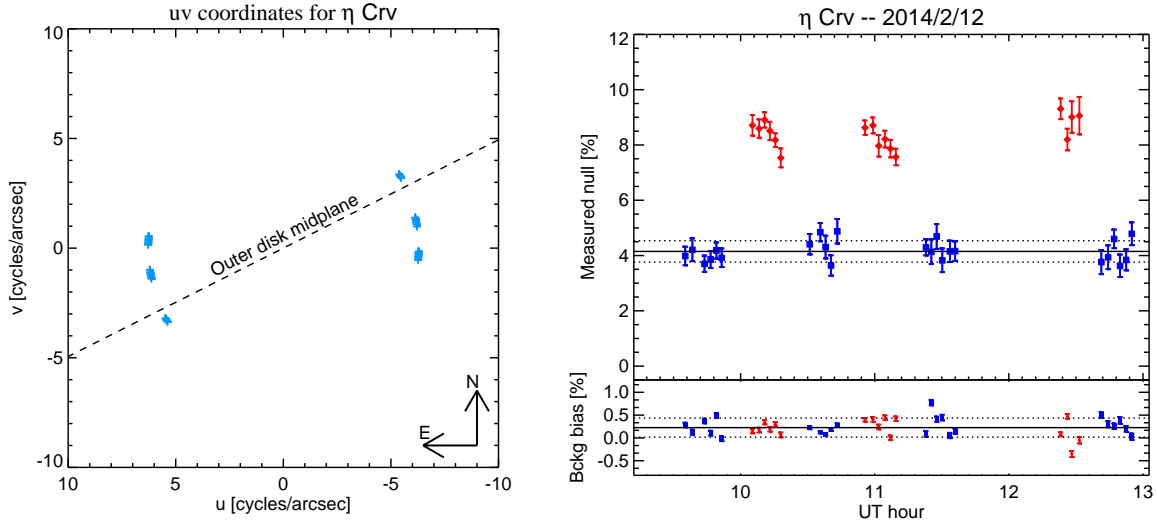 uv coordinates for η Crv
10
5
0
-5
-10
v [cycles/arcsec]
Outer disk midplane
N
E
10
5
0
-5
-10
u [cycles/arcsec]
η Crv -- 2014/2/12
12
10
8
6
4
2
0
Measured null [%]
1.0
0.5
0.0
-0.5
Bckg bias [%]
10
11
12
13
UT hour